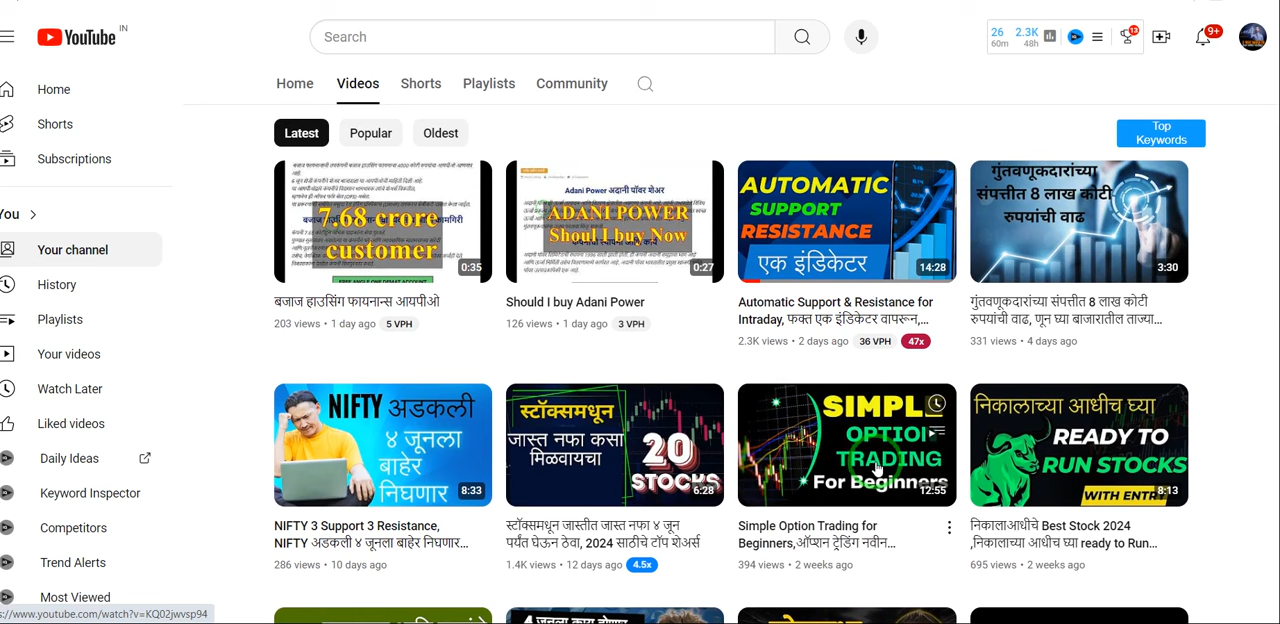 YouTube IN
Search
26 2.3K
60m 48h
13
9+
Home
Shorts
Subscriptions
You
Your channel
History
Playlists
Your videos
Watch Later
Liked videos
Daily Ideas
Keyword Inspector
Competitors
Trend Alerts
Most Viewed
Home Videos Shorts Playlists Community
Latest Popular Oldest
Top
Keywords
7.68 crore
customer
0:35
बजाज हाउसिंग फायनान्स आयपीओ
203 views • 1 day ago 5 VPH
Adani Power अदानी पॉवर शेअर
ADANI POWER
Shoul I buy Now
0:27
Should I buy Adani Power
126 views • 1 day ago 3 VPH
AUTOMATIC
SUPPORT
RESISTANCE
एक इंडिकेटर
14:28
Automatic Support & Resistance for
Intraday, फक्त एक इंडिकेटर वापरून,...
2.3K views • 2 days ago 36 VPH 47x
गुंतवणूकदारांच्या
संपत्तीत 8 लाख कोटी
रुपयांची वाढ
3:30
गुंतवणूकदारांच्या संपत्तीत 8 लाख कोटी
रुपयांची वाढ, णून घ्या बाजारातील ताज्या...
331 views • 4 days ago
NIFTY अडकली
४ जूनला
बाहेर
निघणार
8:33
NIFTY 3 Support 3 Resistance,
NIFTY अडकली ४ जूनला बाहेर निघणार...
286 views • 10 days ago
स्टॉक्समधून
जास्त नफा कसा
मिळवायचा
20
STOCKS
6:28
स्टॉक्समधून जास्तीत जास्त नफा ४ जून
पर्यंत घेऊन ठेवा, 2024 साठीचे टॉप शेअर्स
1.4K views • 12 days ago 4.5x
SIMPLE
OPTION
TRADING
For Beginners
12:55
Simple Option Trading for
Beginners,ऑप्शन ट्रेडिंग नवीन...
394 views • 2 weeks ago
निकालाच्या आधीच घ्या
READY TO
RUN STOCKS
WITH ENTRY
8:13
निकालाआधीचे Best Stock 2024
,निकालाच्या आधीच घ्या ready to Run...
695 views • 2 weeks ago
s://www.youtube.com/watch?v=KQ02jwvsp94